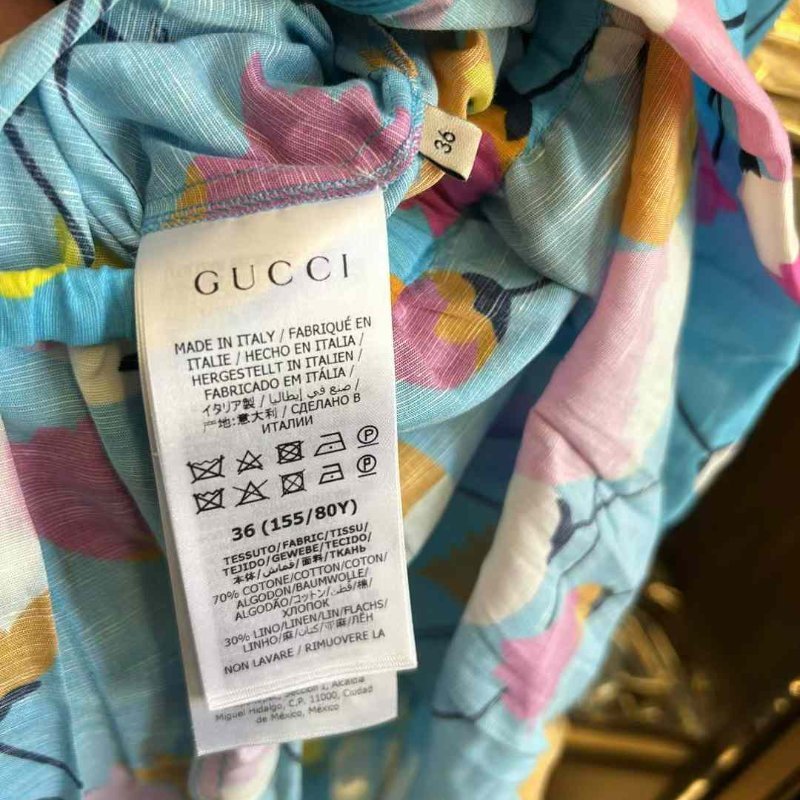 36
GUCCI
MADE IN ITALY / FABRIQUÉ EN
ITALIE / HECHO EN ITALIA /
HERGESTELLT IN ITALIEN /
FABRICADO EM ITÁLIA /
イタリア製 / صنع في إيطاليا /
产地:意大利 / СДЕЛАНО В
ИТАЛИИ
36 (155/80Y)
TESSUTO/FABRIC/TISSU/
TEJIDO/GEWEBE/TECIDO/
本体/قماش/面料/ТКАНЬ
70% COTONE/COTTON/COTON/
ALGODON/BAUMWOLLE/
ALGODÃO/コットン/قطن/棉/
ХЛОПОК
30% LINO/LINEN/LIN/FLACHS/
LINHO/麻/كتان/亚麻/ЛЁН
NON LAVARE / RIMUOVERE LA
Sección 1, Alcaldía
Miguel Hidalgo, C.P. 11000, Ciudad
de México, México